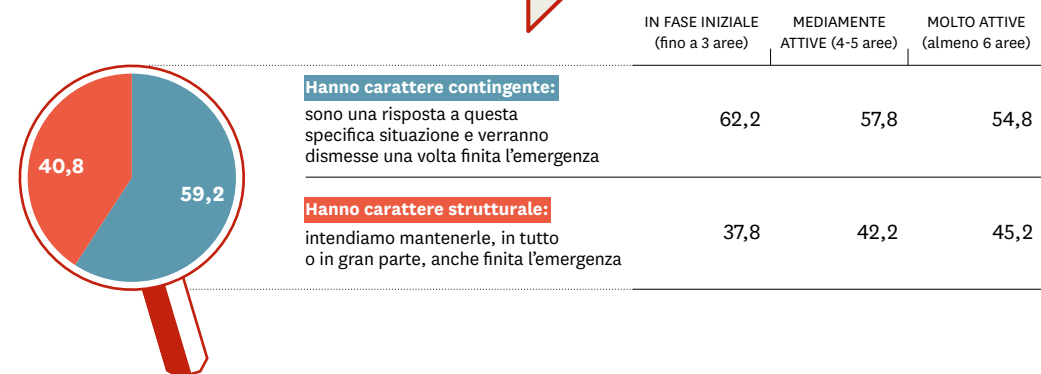 IN FASE INIZIALE
(fino a 3 aree)
MEDIAMENTE
ATTIVE (4-5 aree)
MOLTO ATTIVE
(almeno 6 aree)
40,8
59,2
Hanno carattere contingente:
sono una risposta a questa
specifica situazione e verranno
dismesse una volta finita l’emergenza
62,2
57,8
54,8
Hanno carattere strutturale:
intendiamo mantenerle, in tutto
o in gran parte, anche finita l’emergenza
37,8
42,2
45,2